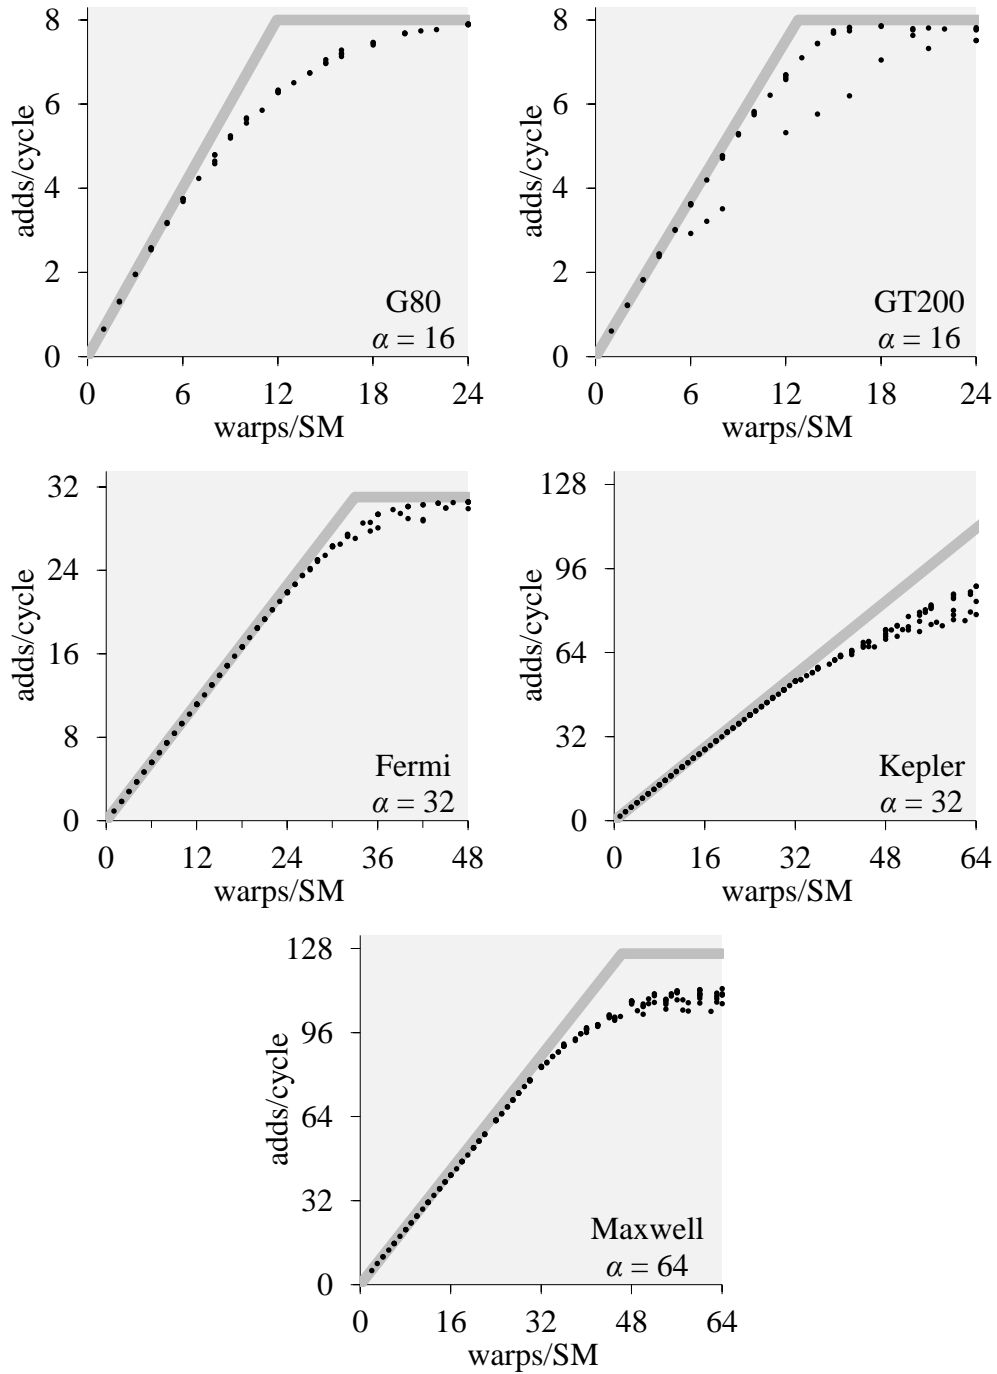 8
6
4
2
0
adds/cycle
G80
α = 16
0 6 12 18 24
warps/SM
8
6
4
2
0
adds/cycle
GT200
α = 16
0 6 12 18 24
warps/SM
32
24
16
8
0
adds/cycle
Fermi
α = 32
0 12 24 36 48
warps/SM
128
96
64
32
0
adds/cycle
Kepler
α = 32
0 16 32 48 64
warps/SM
128
96
64
32
0
adds/cycle
Maxwell
α = 64
0 16 32 48 64
warps/SM